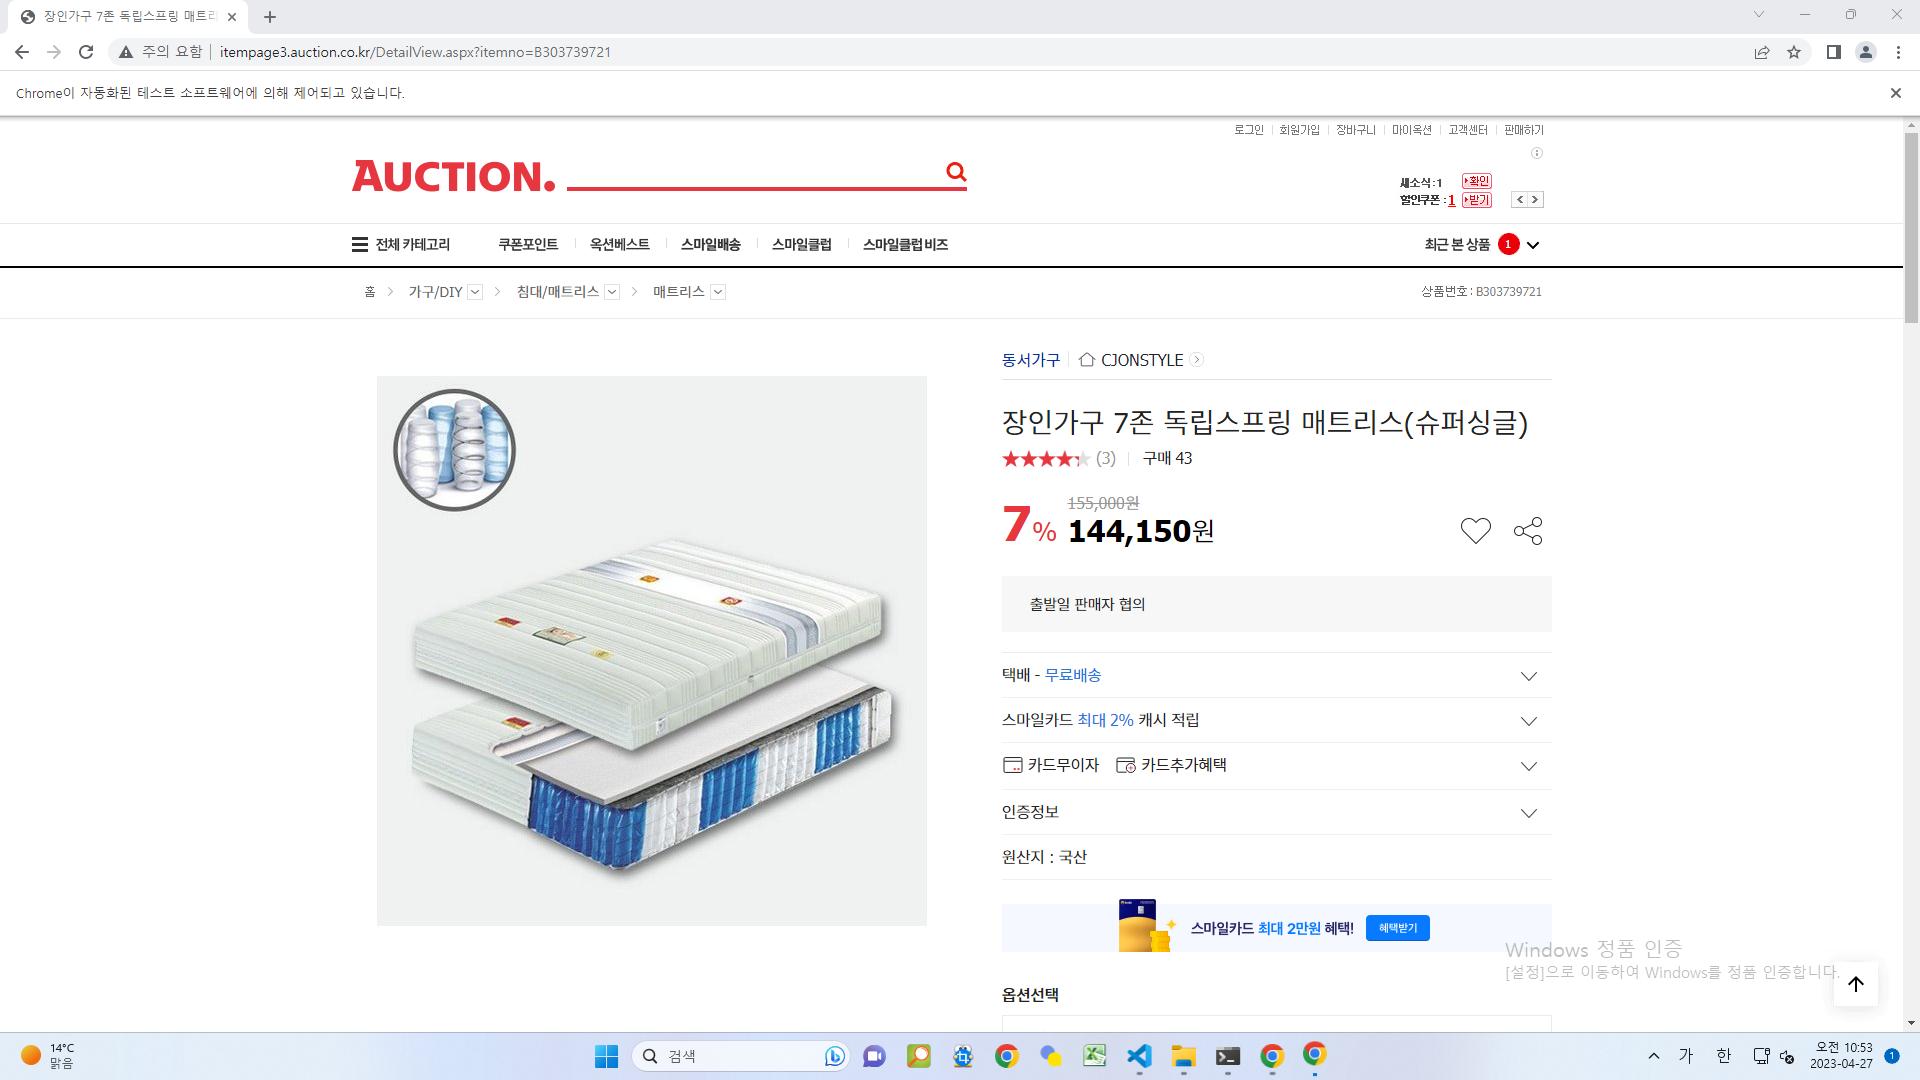 장인가구 7존 독립스프링 매트리
주의 요함 itempage3.auction.co.kr/DetailView.aspx?itemno=B303739721
Chrome이 자동화된 테스트 소프트웨어에 의해 제어되고 있습니다.
로그인 회원가입 장바구니 마이옥션 고객센터 판매하기
AUCTION.
새소식:1 확인
할인쿠폰 : 1 받기
전체 카테고리 쿠폰포인트 옥션베스트 스마일배송 스마일클럽 스마일클럽 비즈 최근 본 상품 1
홈 > 가구/DIY > 침대/매트리스 > 매트리스 상품번호 : B303739721
동서가구 CJONSTYLE
장인가구 7존 독립스프링 매트리스(슈퍼싱글)
(3) 구매 43
155,000원
7% 144,150원
출발일 판매자 협의
택배 - 무료배송
스마일카드 최대 2% 캐시 적립
카드무이자 카드추가혜택
인증정보
원산지 : 국산
스마일카드 최대 2만원 혜택! 혜택받기
Windows 정품 인증
[설정]으로 이동하여 Windows를 정품 인증합니다.
옵션선택
14°C
맑음
검색
가 한
오전 10:53
2023-04-27
1